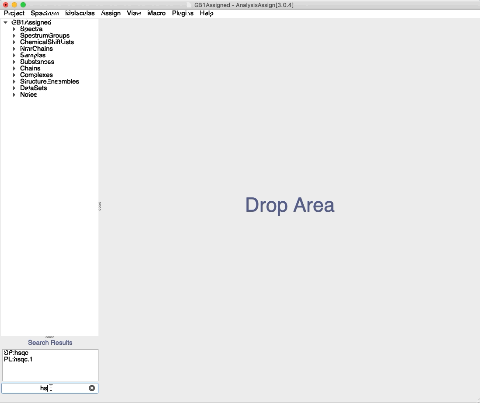 GB1Assigned - AnalysisAssign[3.0.4]
Project Spectrum Molecules Assign View Macro Plugins Help
GB1Assigned
Spectra
SpectrumGroups
ChemicalShiftLists
NmrChains
Samples
Substances
Chains
Complexes
StructureEnsembles
DataSets
Notes
Drop Area
Search Results
SP:hsqc
PL:hsqc.1
hs